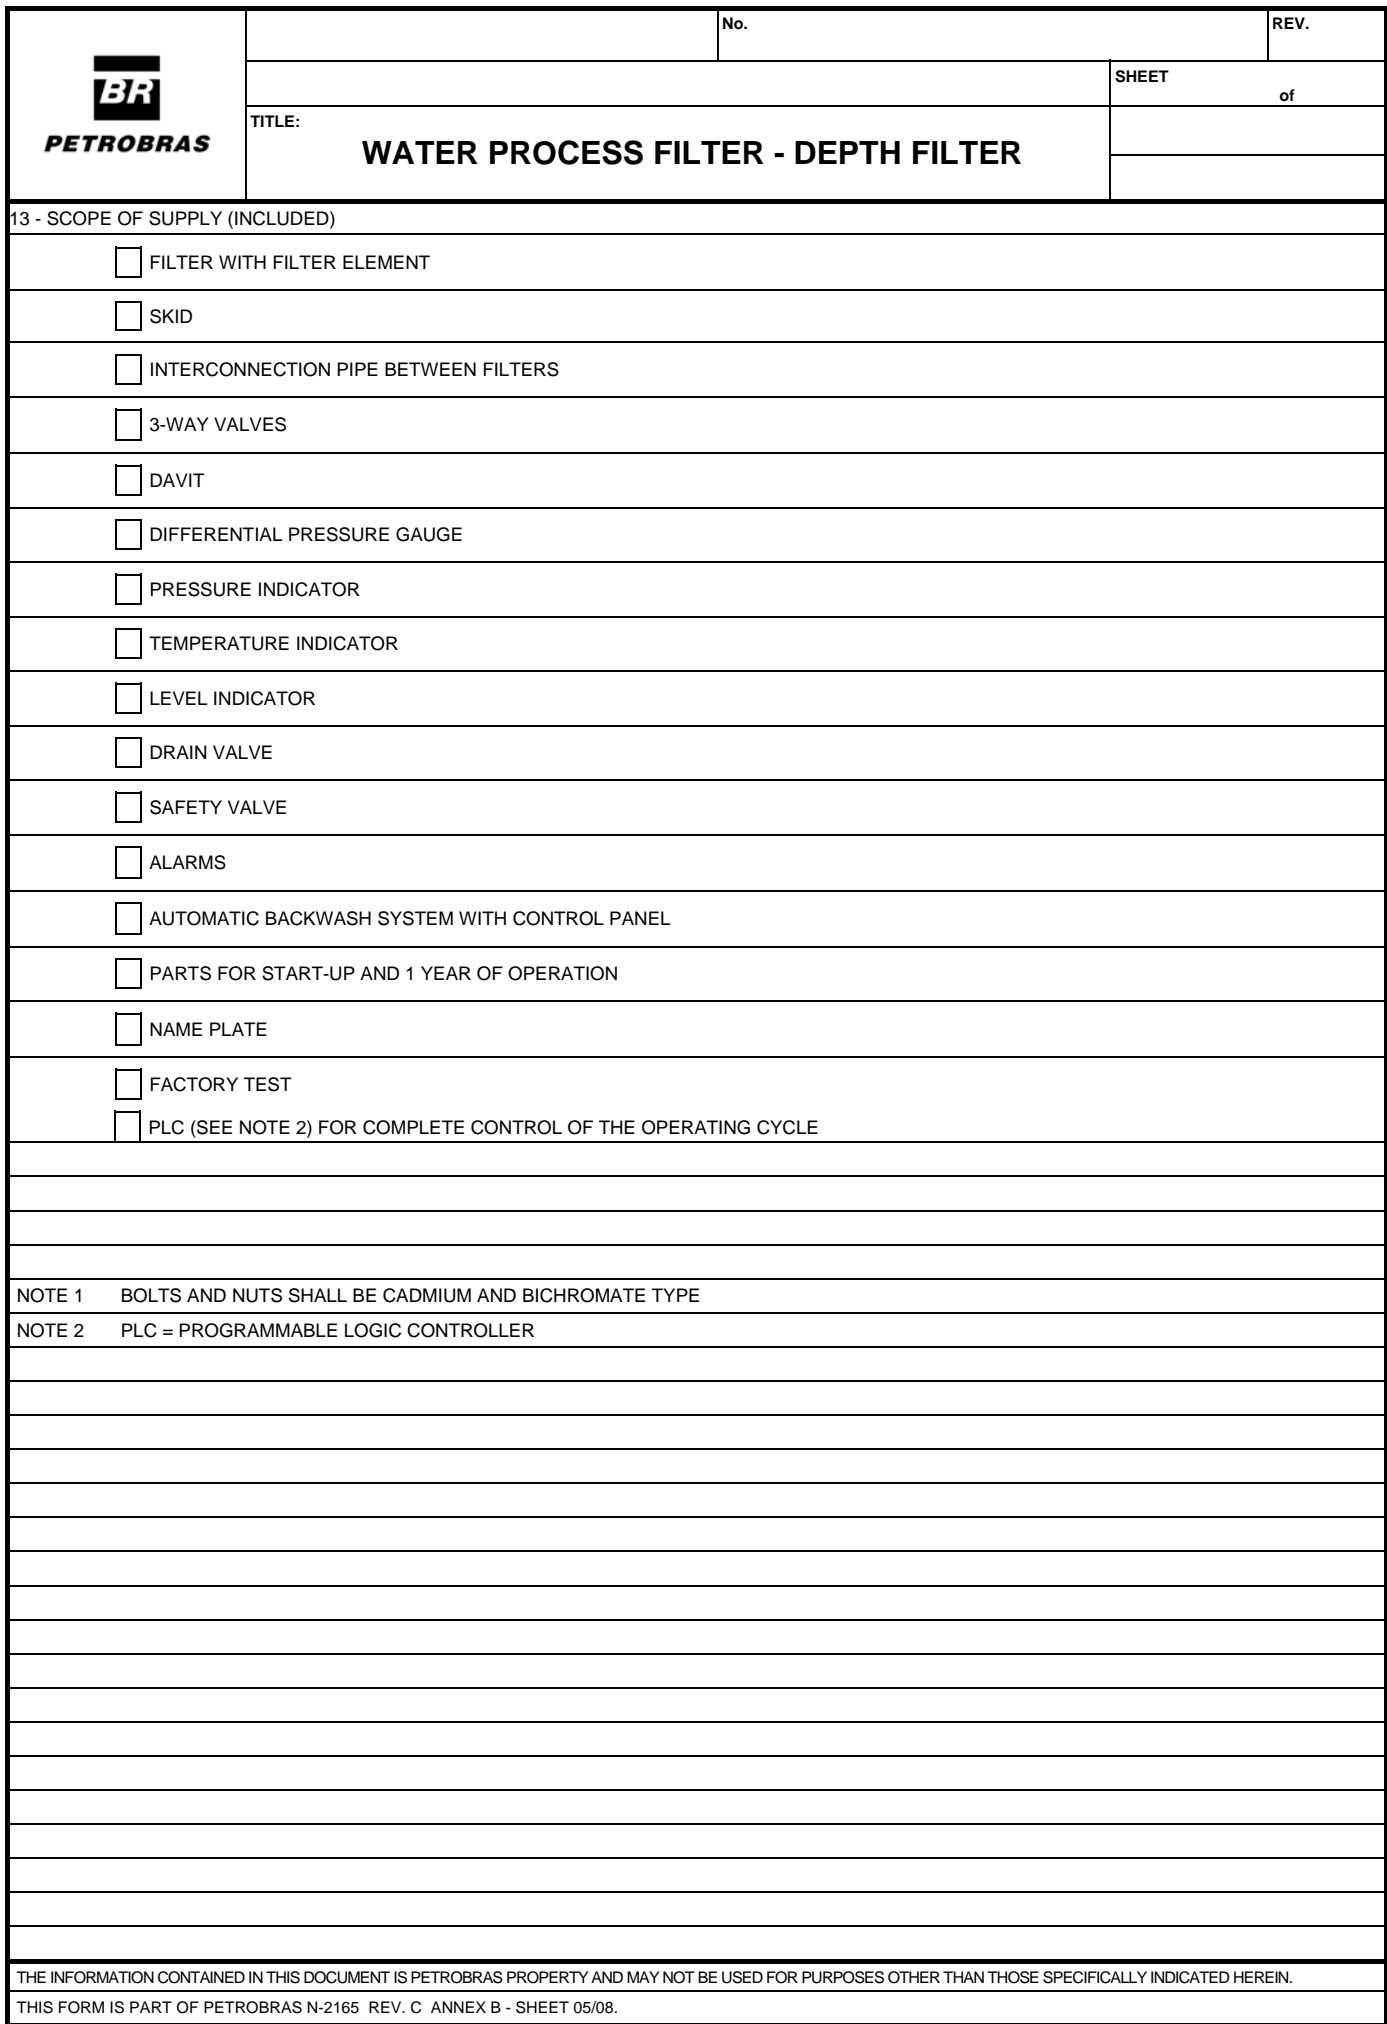 No.
REV.
BR
PETROBRAS
SHEET
of
TITLE:
WATER PROCESS FILTER - DEPTH FILTER
13 - SCOPE OF SUPPLY (INCLUDED)
FILTER WITH FILTER ELEMENT
SKID
INTERCONNECTION PIPE BETWEEN FILTERS
3-WAY VALVES
DAVIT
DIFFERENTIAL PRESSURE GAUGE
PRESSURE INDICATOR
TEMPERATURE INDICATOR
LEVEL INDICATOR
DRAIN VALVE
SAFETY VALVE
ALARMS
AUTOMATIC BACKWASH SYSTEM WITH CONTROL PANEL
PARTS FOR START-UP AND 1 YEAR OF OPERATION
NAME PLATE
FACTORY TEST
PLC (SEE NOTE 2) FOR COMPLETE CONTROL OF THE OPERATING CYCLE
NOTE 1 BOLTS AND NUTS SHALL BE CADMIUM AND BICHROMATE TYPE
NOTE 2 PLC = PROGRAMMABLE LOGIC CONTROLLER
THE INFORMATION CONTAINED IN THIS DOCUMENT IS PETROBRAS PROPERTY AND MAY NOT BE USED FOR PURPOSES OTHER THAN THOSE SPECIFICALLY INDICATED HEREIN.
THIS FORM IS PART OF PETROBRAS N-2165 REV. C ANNEX B - SHEET 05/08.